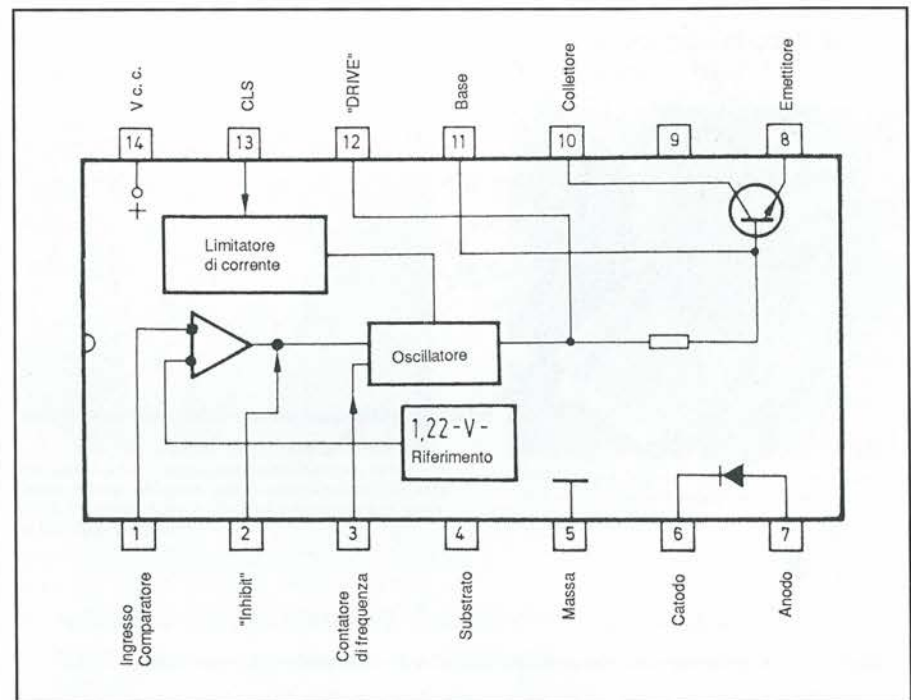 V c. c.
CLS
"DRIVE"
Base
Collettore
Emettitore
14
13
12
11
10
9
8
+
Limitatore
di corrente
Oscillatore
1,22-V-
Riferimento
1
2
3
4
5
6
7
Ingresso
Comparatore
"Inhibit"
Contatore
di frequenza
Substrato
Massa
Catodo
Anodo